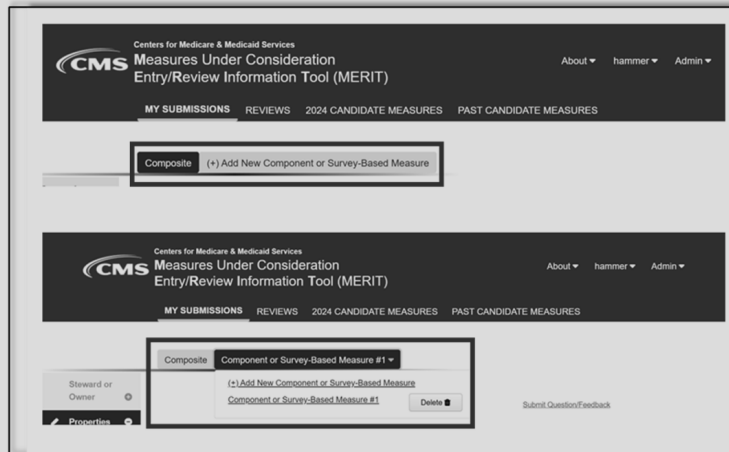 CMS
Centers for Medicare & Medicaid Services
Measures Under Consideration
Entry/Review Information Tool (MERIT)
About hammer Admin
MY SUBMISSIONS REVIEWS 2024 CANDIDATE MEASURES PAST CANDIDATE MEASURES
Composite (+) Add New Component or Survey-Based Measure
CMS
Centers for Medicare & Medicaid Services
Measures Under Consideration
Entry/Review Information Tool (MERIT)
About hammer Admin
MY SUBMISSIONS REVIEWS 2024 CANDIDATE MEASURES PAST CANDIDATE MEASURES
Composite Component or Survey-Based Measure #1
(+) Add New Component or Survey-Based Measure
Component or Survey-Based Measure #1 Delete
Steward or
Owner
Properties
Submit Question/Feedback